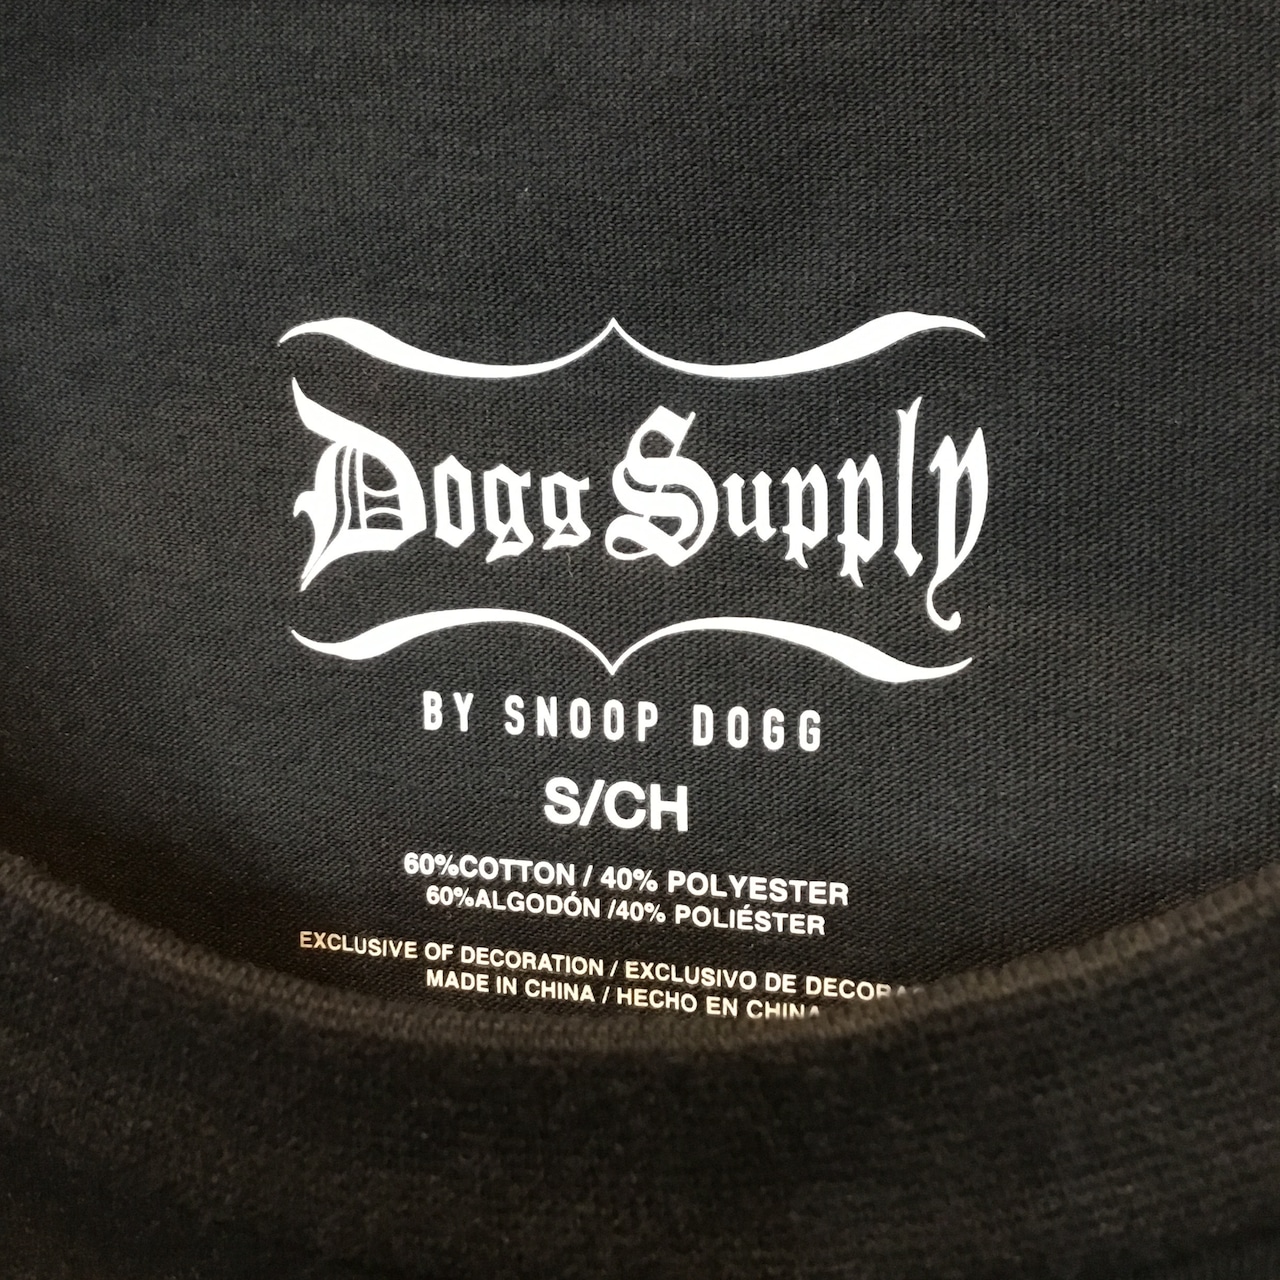 Dogg Supply
BY SNOOP DOGG
S/CH
60%COTTON / 40% POLYESTER
60%ALGODÓN /40% POLIÉSTER
EXCLUSIVE OF DECORATION / EXCLUSIVO DE
MADE IN CHINA / HECHO EN CHINA